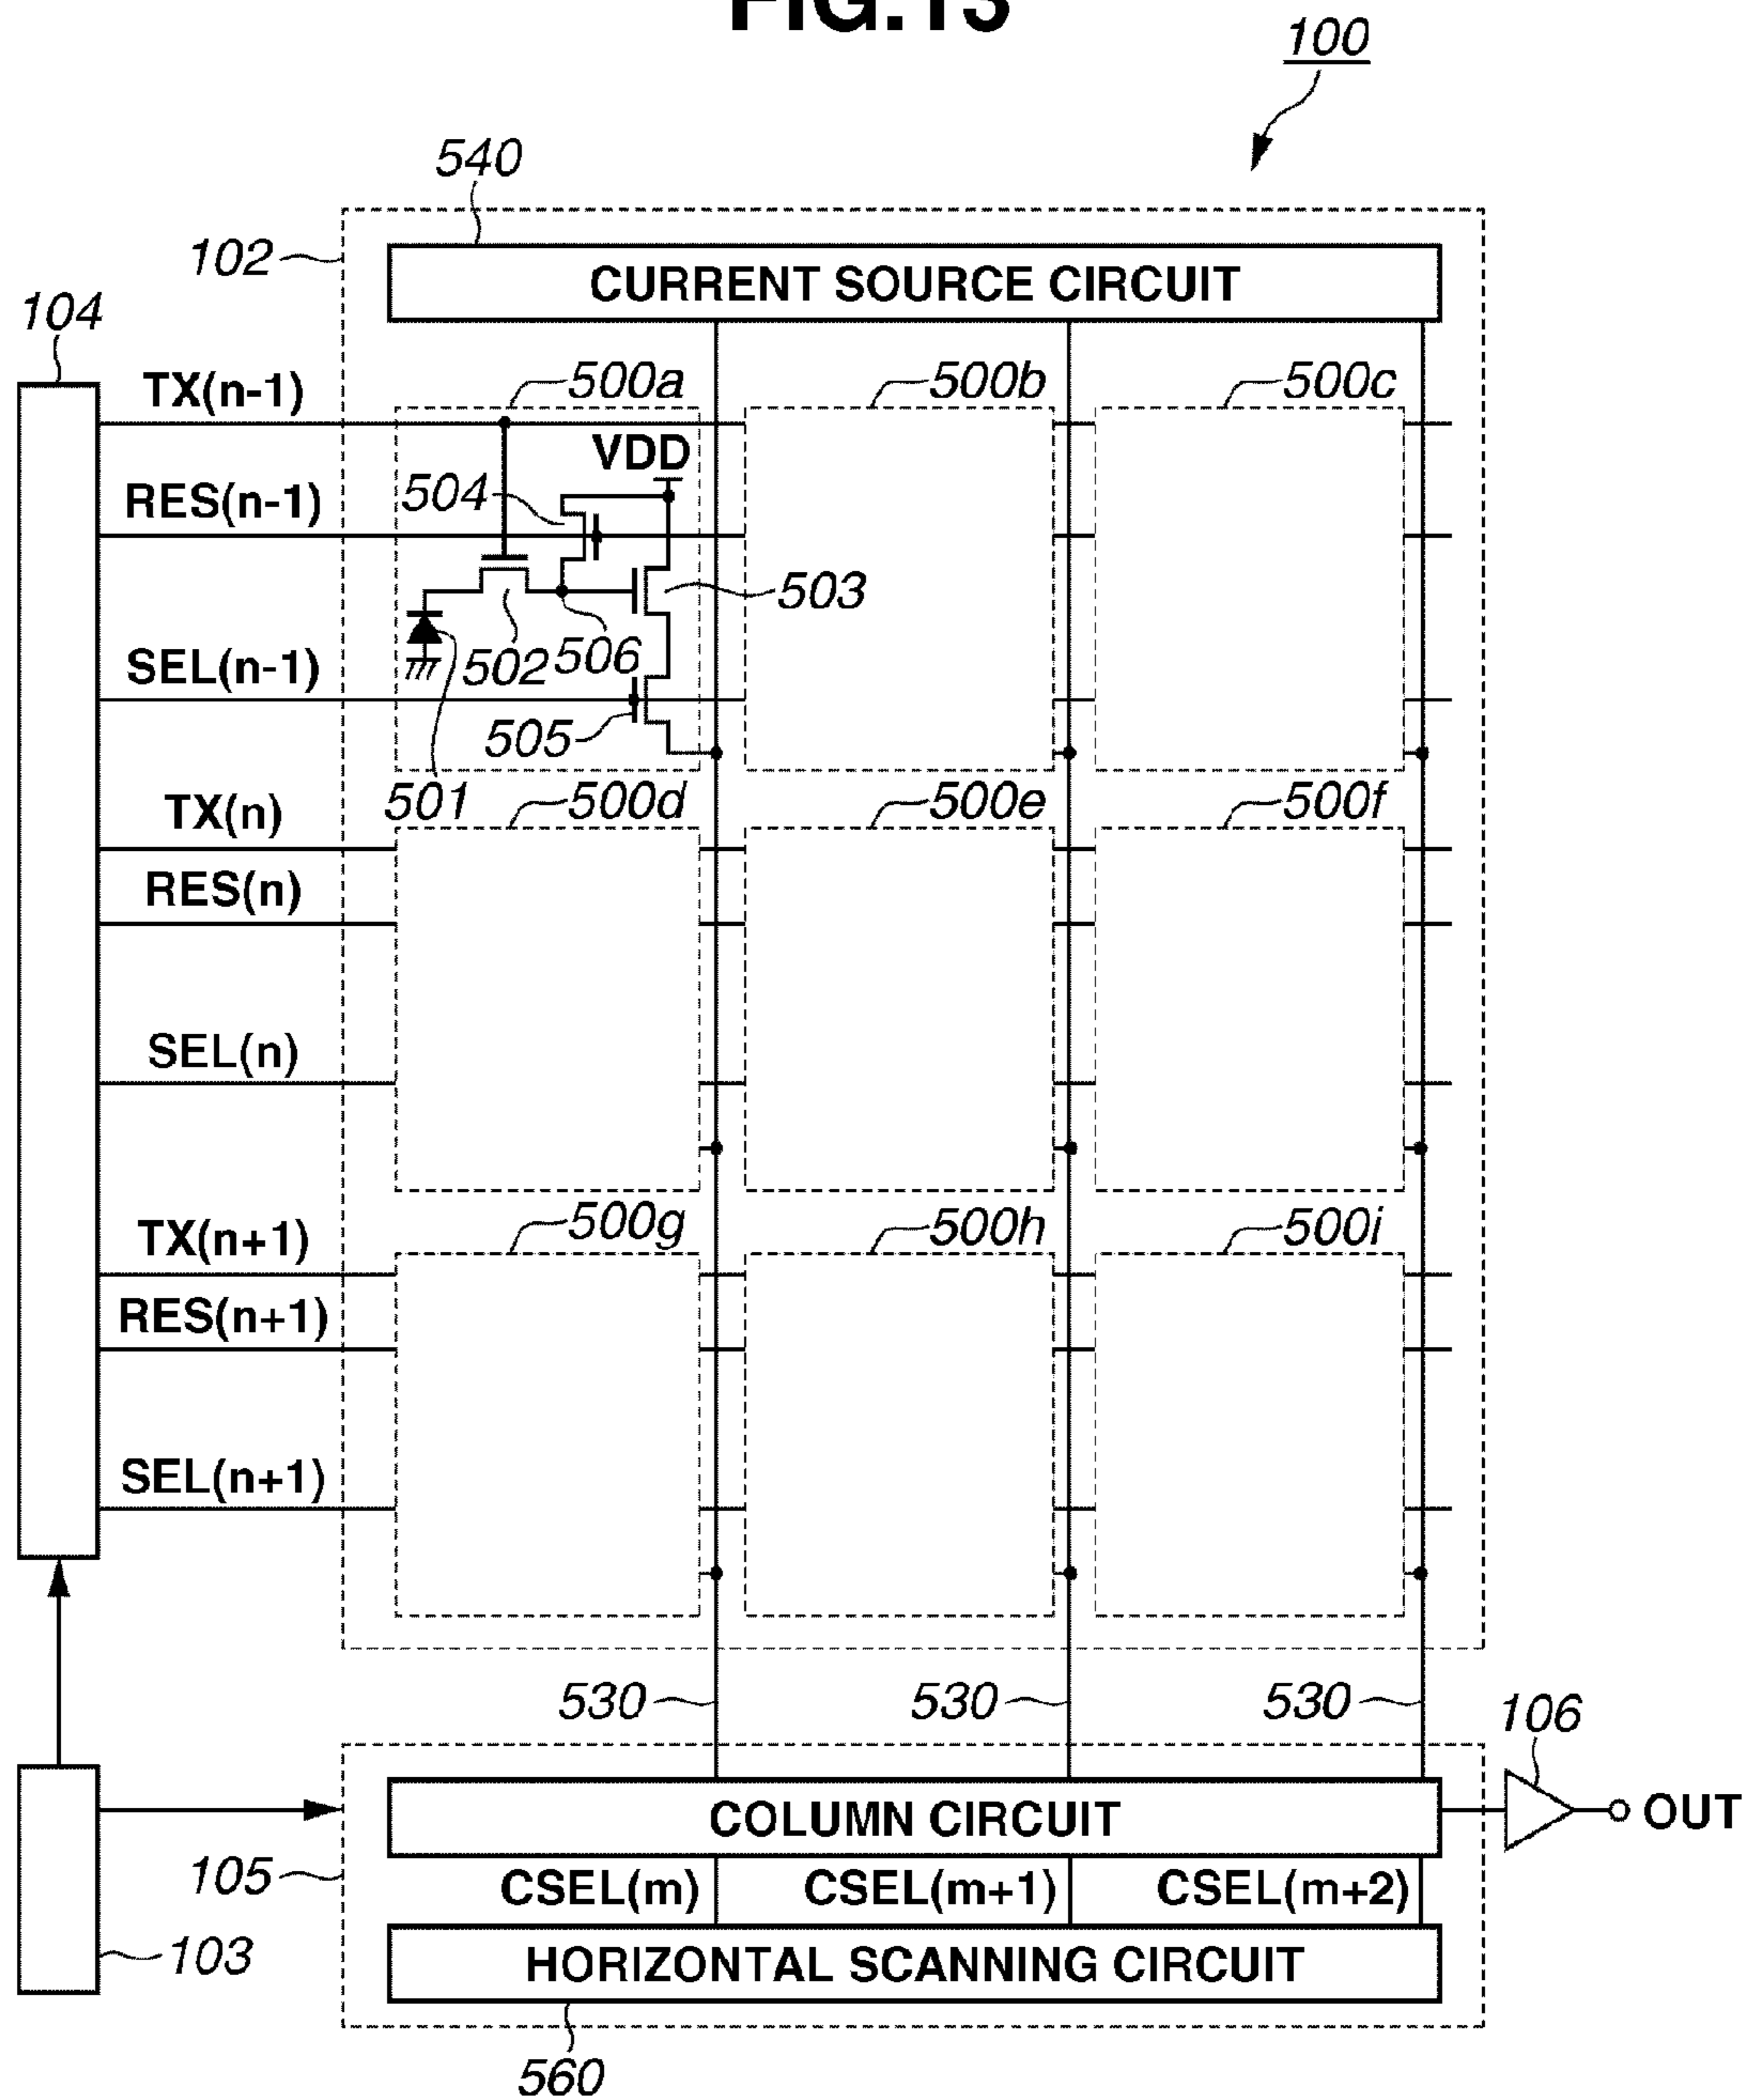 FIG.13
100
540
102
CURRENT SOURCE CIRCUIT
104
TX(n-1)
500a
500b
500c
VDD
RES(n-1)
504
503
SEL(n-1)
502
506
505
501
TX(n)
500d
500e
500f
RES(n)
SEL(n)
TX(n+1)
500g
500h
500i
RES(n+1)
SEL(n+1)
530
530
530
106
COLUMN CIRCUIT
OUT
105
CSEL(m)
CSEL(m+1)
CSEL(m+2)
103
HORIZONTAL SCANNING CIRCUIT
560